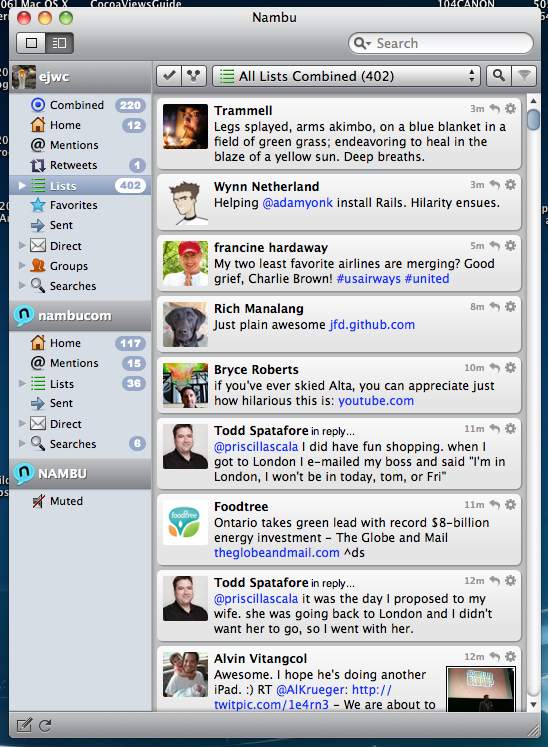 06] Mac OS X
CocoaViewsGuide
104CANON
Nambu
Search
ejwc
All Lists Combined (402)
Combined 220
Home 12
Mentions
Retweets 1
Lists 402
Favorites
Sent
Direct
Groups
Searches
nambucom
Home 117
Mentions 15
Lists 36
Sent
Direct
Searches 6
NAMBU
Muted
Trammell 3m
Legs splayed, arms akimbo, on a blue blanket in a
field of green grass; endeavoring to heal in the
blaze of a yellow sun. Deep breaths.
Wynn Netherland 3m
Helping @adamyonk install Rails. Hilarity ensues.
francine hardaway 5m
My two least favorite airlines are merging? Good
grief, Charlie Brown! #usairways #united
Rich Manalang 8m
Just plain awesome jfd.github.com
Bryce Roberts 10m
if you've ever skied Alta, you can appreciate just
how hilarious this is: youtube.com
Todd Spatafore in reply... 11m
@priscillascala I did have fun shopping. when I
got to London I e-mailed my boss and said "I'm in
London, I won't be in today, tom, or Fri"
Foodtree 11m
foodtree
Ontario takes green lead with record $8-billion
energy investment - The Globe and Mail
theglobeandmail.com ^ds
Todd Spatafore in reply... 12m
@priscillascala it was the day I proposed to my
wife. she was going back to London and I didn't
want her to go, so I went with her.
Alvin Vitangcol 12m
Awesome. I hope he's doing another
iPad. :) RT @AlKrueger: http://
twitpic.com/1e4rn3 - We are about to